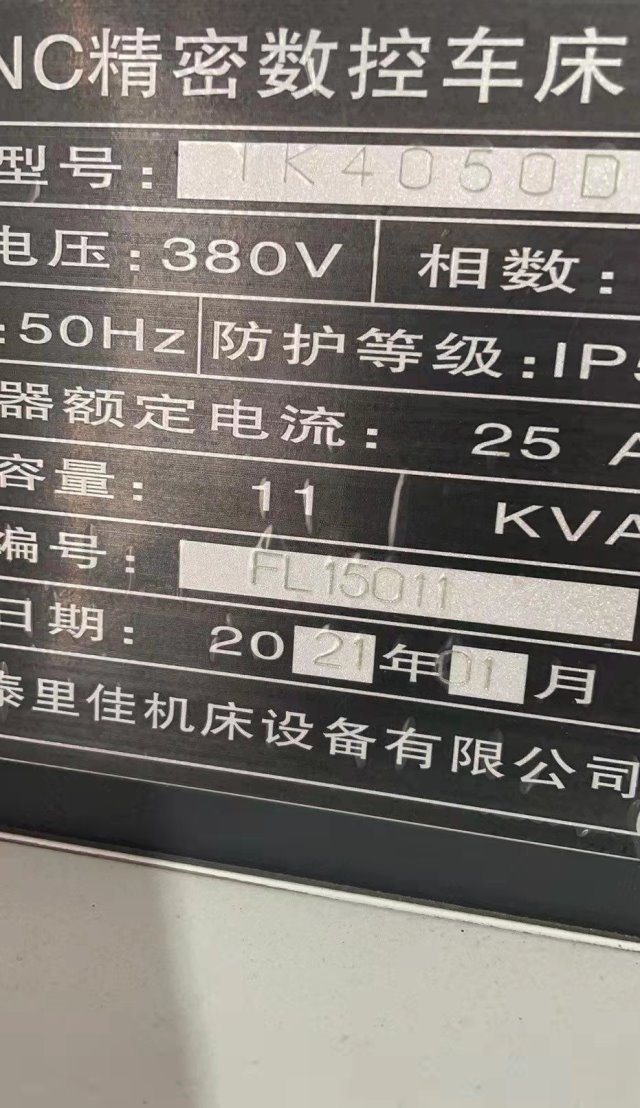 NC精密数控车床
型号: TK4050D
电压:380V 相数:
:50Hz 防护等级:IP5
器额定电流: 25 A
容量: 11 KVA
编号: FL15011
日期: 2021年01月
泰里佳机床设备有限公司